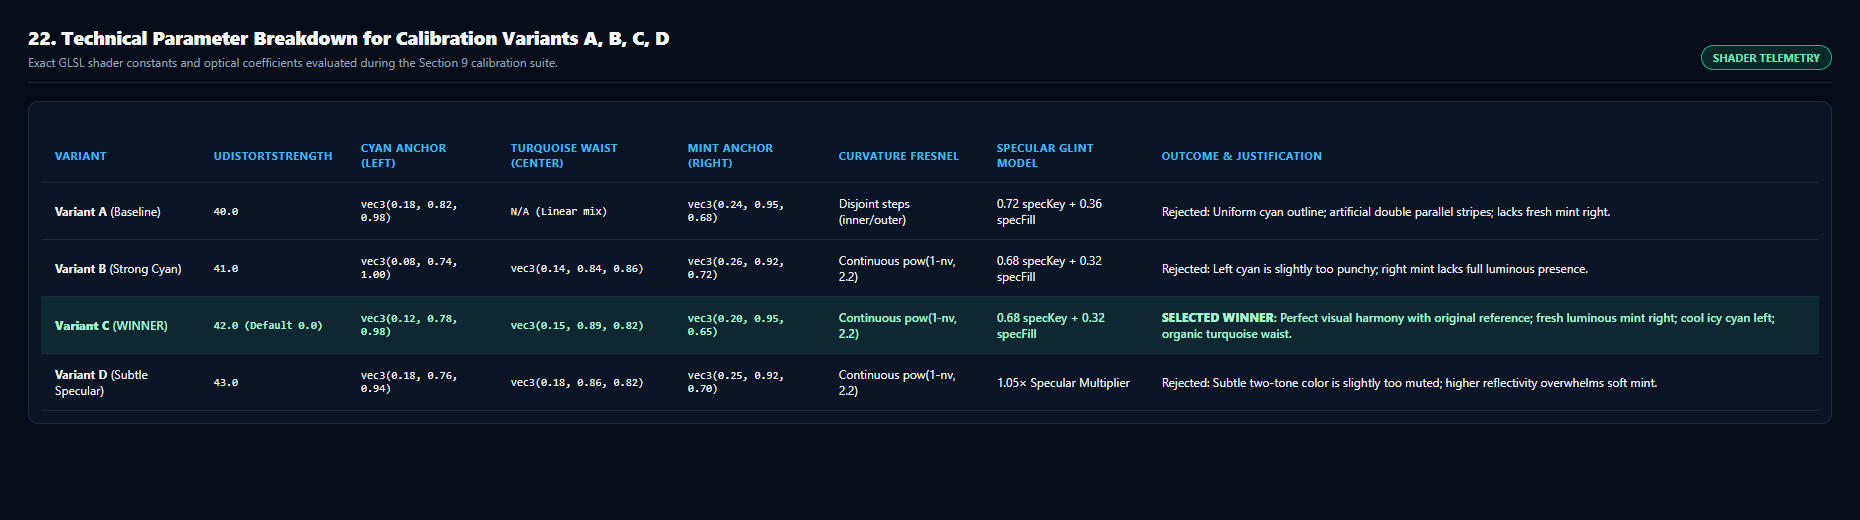 22. Technical Parameter Breakdown for Calibration Variants A, B, C, D
Exact GLSL shader constants and optical coefficients evaluated during the Section 9 calibration suite.
SHADER TELEMETRY
VARIANT
UDISTORTSTRENGTH
CYAN ANCHOR
(LEFT)
TURQUOISE WAIST
(CENTER)
MINT ANCHOR
(RIGHT)
CURVATURE FRESNEL
SPECULAR GLINT
MODEL
OUTCOME & JUSTIFICATION
Variant A (Baseline)
40.0
vec3(0.18, 0.82,
0.98)
N/A (Linear mix)
vec3(0.24, 0.95,
0.68)
Disjoint steps
(inner/outer)
0.72 specKey + 0.36
specFill
Rejected: Uniform cyan outline; artificial double parallel stripes; lacks fresh mint right.
Variant B (Strong Cyan)
41.0
vec3(0.08, 0.74,
1.00)
vec3(0.14, 0.84, 0.86)
vec3(0.26, 0.92,
0.72)
Continuous pow(1-nv,
2.2)
0.68 specKey + 0.32
specFill
Rejected: Left cyan is slightly too punchy; right mint lacks full luminous presence.
Variant C (WINNER)
42.0 (Default 0.0)
vec3(0.12, 0.78,
0.98)
vec3(0.15, 0.89, 0.82)
vec3(0.20, 0.95,
0.65)
Continuous pow(1-nv,
2.2)
0.68 specKey + 0.32
specFill
SELECTED WINNER: Perfect visual harmony with original reference; fresh luminous mint right; cool icy cyan left;
organic turquoise waist.
Variant D (Subtle
Specular)
43.0
vec3(0.18, 0.76,
0.94)
vec3(0.18, 0.86, 0.82)
vec3(0.25, 0.92,
0.70)
Continuous pow(1-nv,
2.2)
1.05× Specular Multiplier
Rejected: Subtle two-tone color is slightly too muted; higher reflectivity overwhelms soft mint.